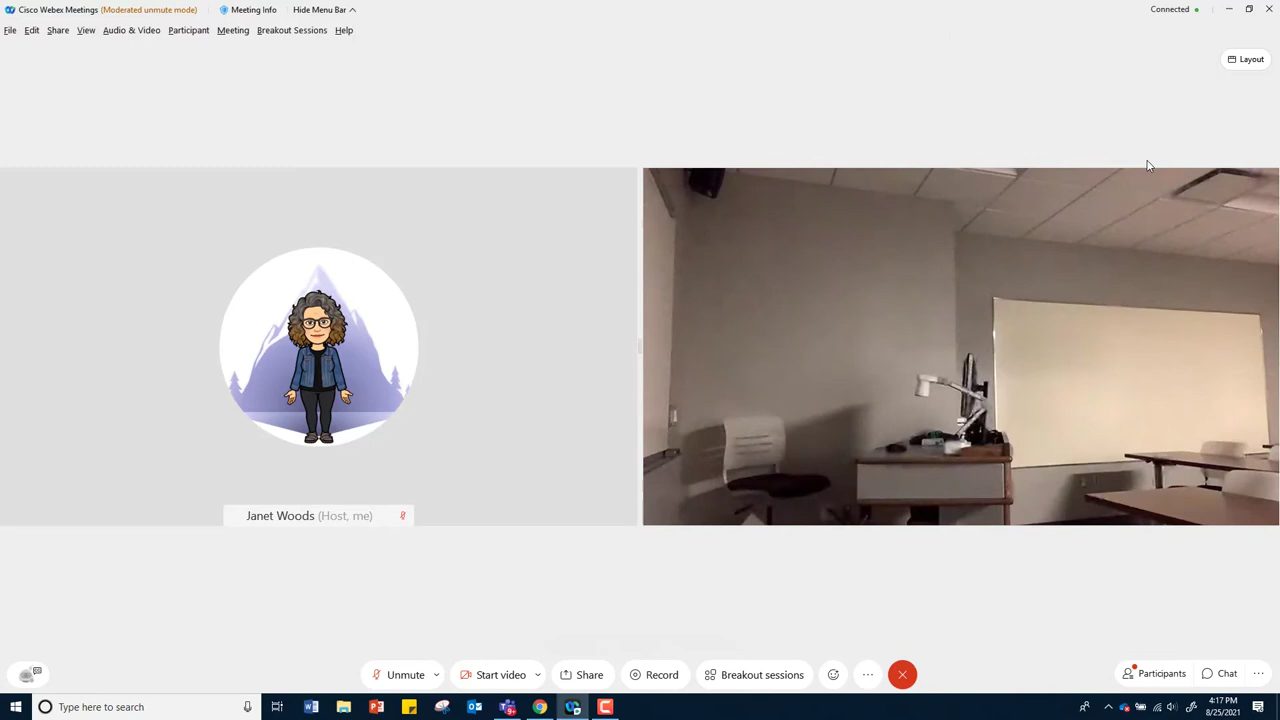 Cisco Webex Meetings (Moderated unmute mode) Meeting Info Hide Menu Bar Connected
File Edit Share View Audio & Video Participant Meeting Breakout Sessions Help
Layout
Janet Woods (Host, me)
Unmute Start video Share Record Breakout sessions Participants Chat
Type here to search
4:17 PM
8/25/2021